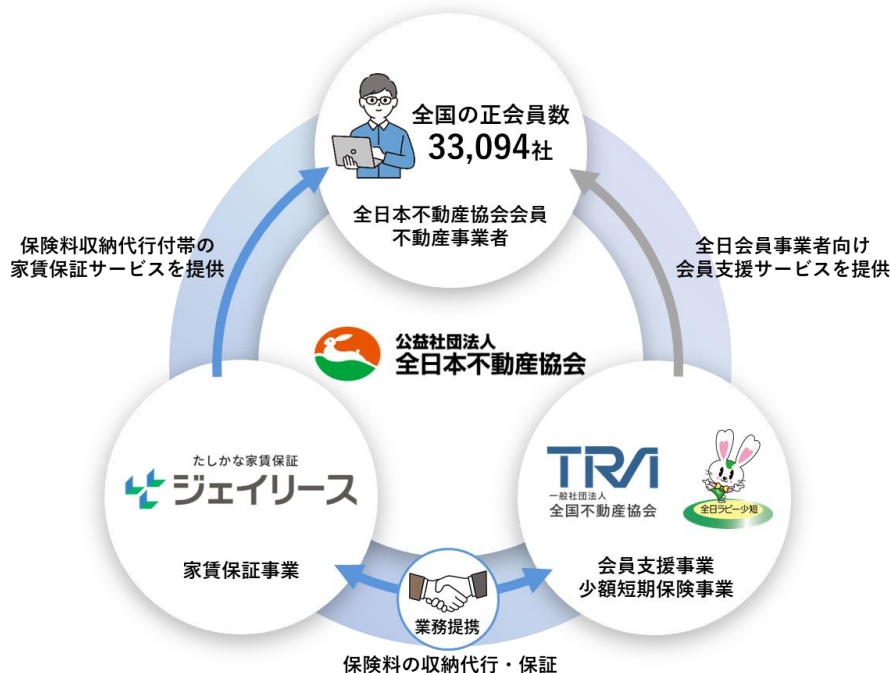 全国の正会員数
33,094社
全日本不動産協会会員
不動産事業者
保険料収納代行付帯の
家賃保証サービスを提供
全日会員事業者向け
会員支援サービスを提供
公益社団法人
全日本不動産協会
たしかな家賃保証
ジェイリース
家賃保証事業
TRA
一般社団法人
全国不動産協会
全日ラビー少短
会員支援事業
少額短期保険事業
業務提携
保険料の収納代行・保証